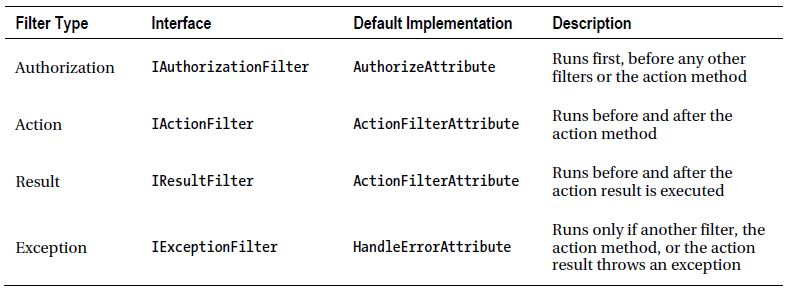 Filter Type Interface Default Implementation Description
Authorization IAuthorizationFilter AuthorizeAttribute Runs first, before any other
filters or the action method
Action IActionFilter ActionFilterAttribute Runs before and after the
action method
Result IResultFilter ActionFilterAttribute Runs before and after the
action result is executed
Exception IExceptionFilter HandleErrorAttribute Runs only if another filter, the
action method, or the action
result throws an exception